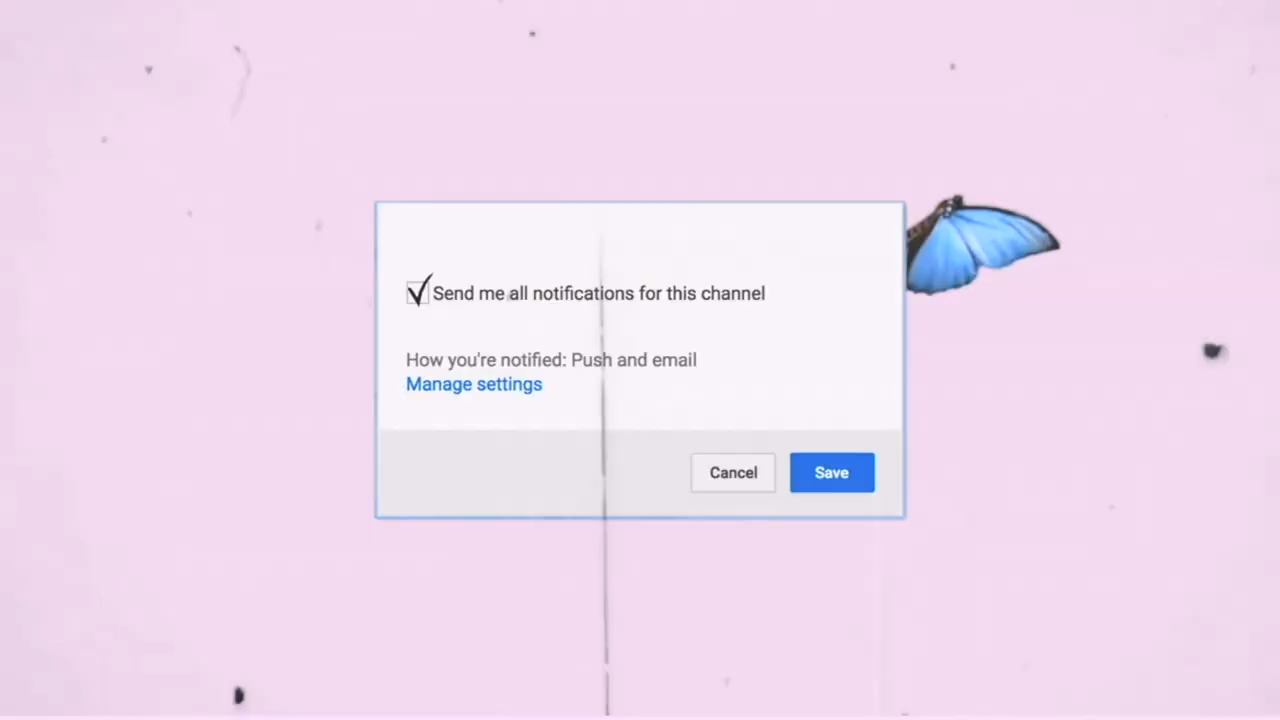 Send me all notifications for this channel
How you're notified: Push and email
Manage settings
Cancel
Save